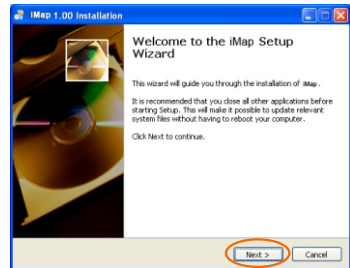 iMap 1.00 Installation
Welcome to the iMap Setup
Wizard
This wizard will guide you through the installation of iMap .
It is recommended that you close all other applications before
starting Setup. This will make it possible to update relevant
system files without having to reboot your computer.
Click Next to continue.
Next >
Cancel